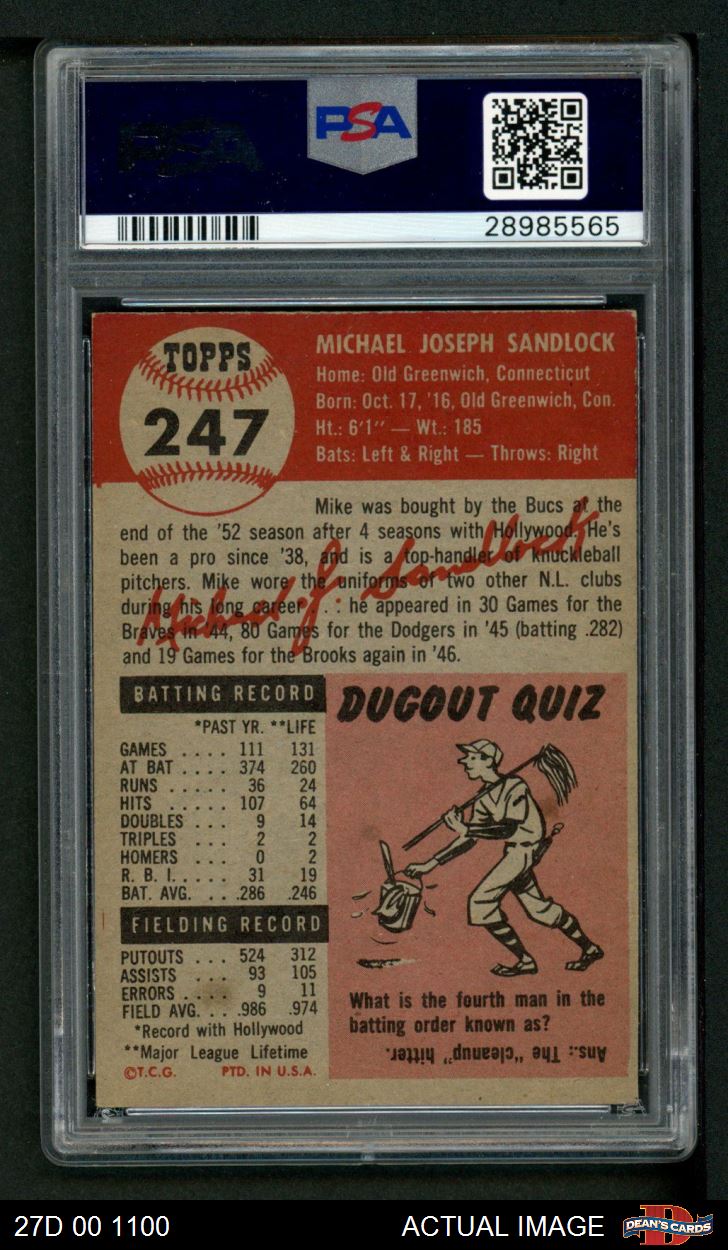 PSA
PSA
28985565
TOPPS
247
MICHAEL JOSEPH SANDLOCK
Home: Old Greenwich, Connecticut
Born: Oct. 17, '16, Old Greenwich, Con.
Ht.: 6'1" — Wt.: 185
Bats: Left & Right — Throws: Right
Mike was bought by the Bucs at the
end of the '52 season after 4 seasons with Hollywood. He's
been a pro since '38, and is a top-handler of knuckleball
pitchers. Mike wore the uniforms of two other N.L. clubs
during his long career . . : he appeared in 30 Games for the
Braves in '44, 80 Games for the Dodgers in '45 (batting .282)
and 19 Games for the Brooks again in '46.
Michael J. Sandlock
BATTING RECORD
*PAST YR. **LIFE
GAMES .... 111 131
AT BAT .... 374 260
RUNS ..... 36 24
HITS ...... 107 64
DOUBLES ... 9 14
TRIPLES ... 2 2
HOMERS ... 0 2
R. B. I. .... 31 19
BAT. AVG. ... .286 .246
FIELDING RECORD
PUTOUTS ... 524 312
ASSISTS ... 93 105
ERRORS .... 9 11
FIELD AVG. ... .986 .974
*Record with Hollywood
**Major League Lifetime
©T.C.G. PTD. IN U.S.A.
DUGOUT QUIZ
What is the fourth man in the
batting order known as?
Ans.: The "cleanup" hitter.
27D 00 1100 ACTUAL IMAGE DEAN'S CARDS